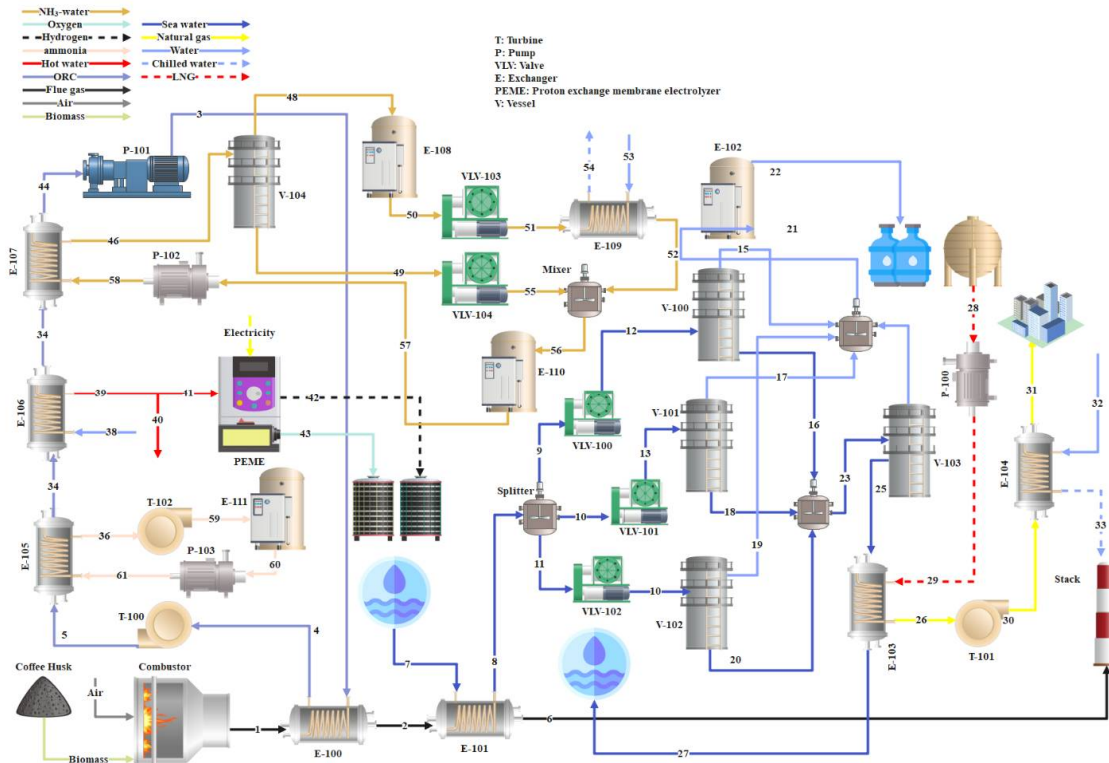 NH₃-water
Oxygen
Hydrogen
ammonia
Hot water
ORC
Flue gas
Air
Biomass
Sea water
Natural gas
Water
Chilled water
LNG
T: Turbine
P: Pump
VLV: Valve
E: Exchanger
PEME: Proton exchange membrane electrolyzer
V: Vessel
48
3
P-101
44
V-104
E-108
VLV-103
50
51
54
53
E-109
E-102
22
21
52
15
46
E-107
P-102
58
49
VLV-104
55
Mixer
V-100
28
34
57
56
E-110
12
17
P-100
31
32
Electricity
39
41
42
E-106
38
40
43
PEME
VLV-100
V-101
16
23
V-103
25
E-104
9
13
34
T-102
59
E-111
Splitter
10
VLV-101
18
19
33
36
E-105
61
P-103
60
11
VLV-102
10
V-102
20
29
26
30
T-101
E-103
Stack
T-100
5
4
7
8
Coffee Husk
Combustor
Air
Biomass
1
E-100
2
E-101
6
27